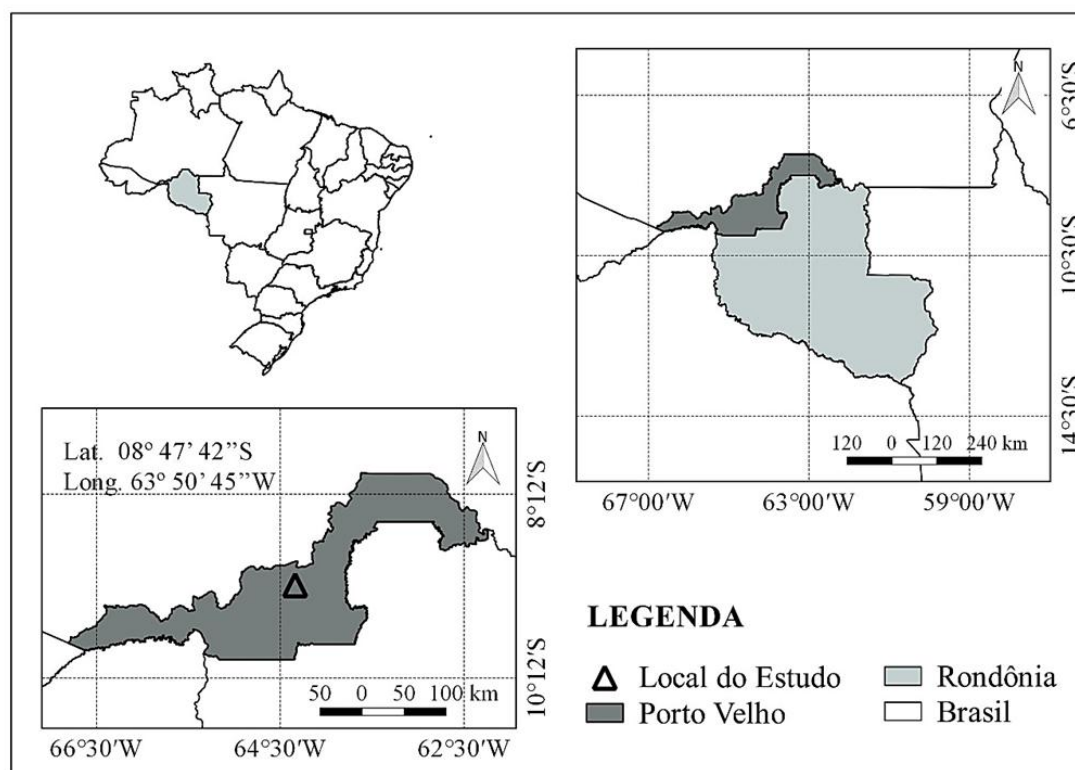 N
6°30'S
10°30'S
14°30'S
120 0 120 240 km
67°00'W 63°00'W 59°00'W
Lat. 08° 47’ 42”S
Long. 63° 50’ 45”W
N
8°12'S
10°12'S
50 0 50 100 km
66°30'W 64°30'W 62°30'W
LEGENDA
Local do Estudo
Rondônia
Porto Velho
Brasil